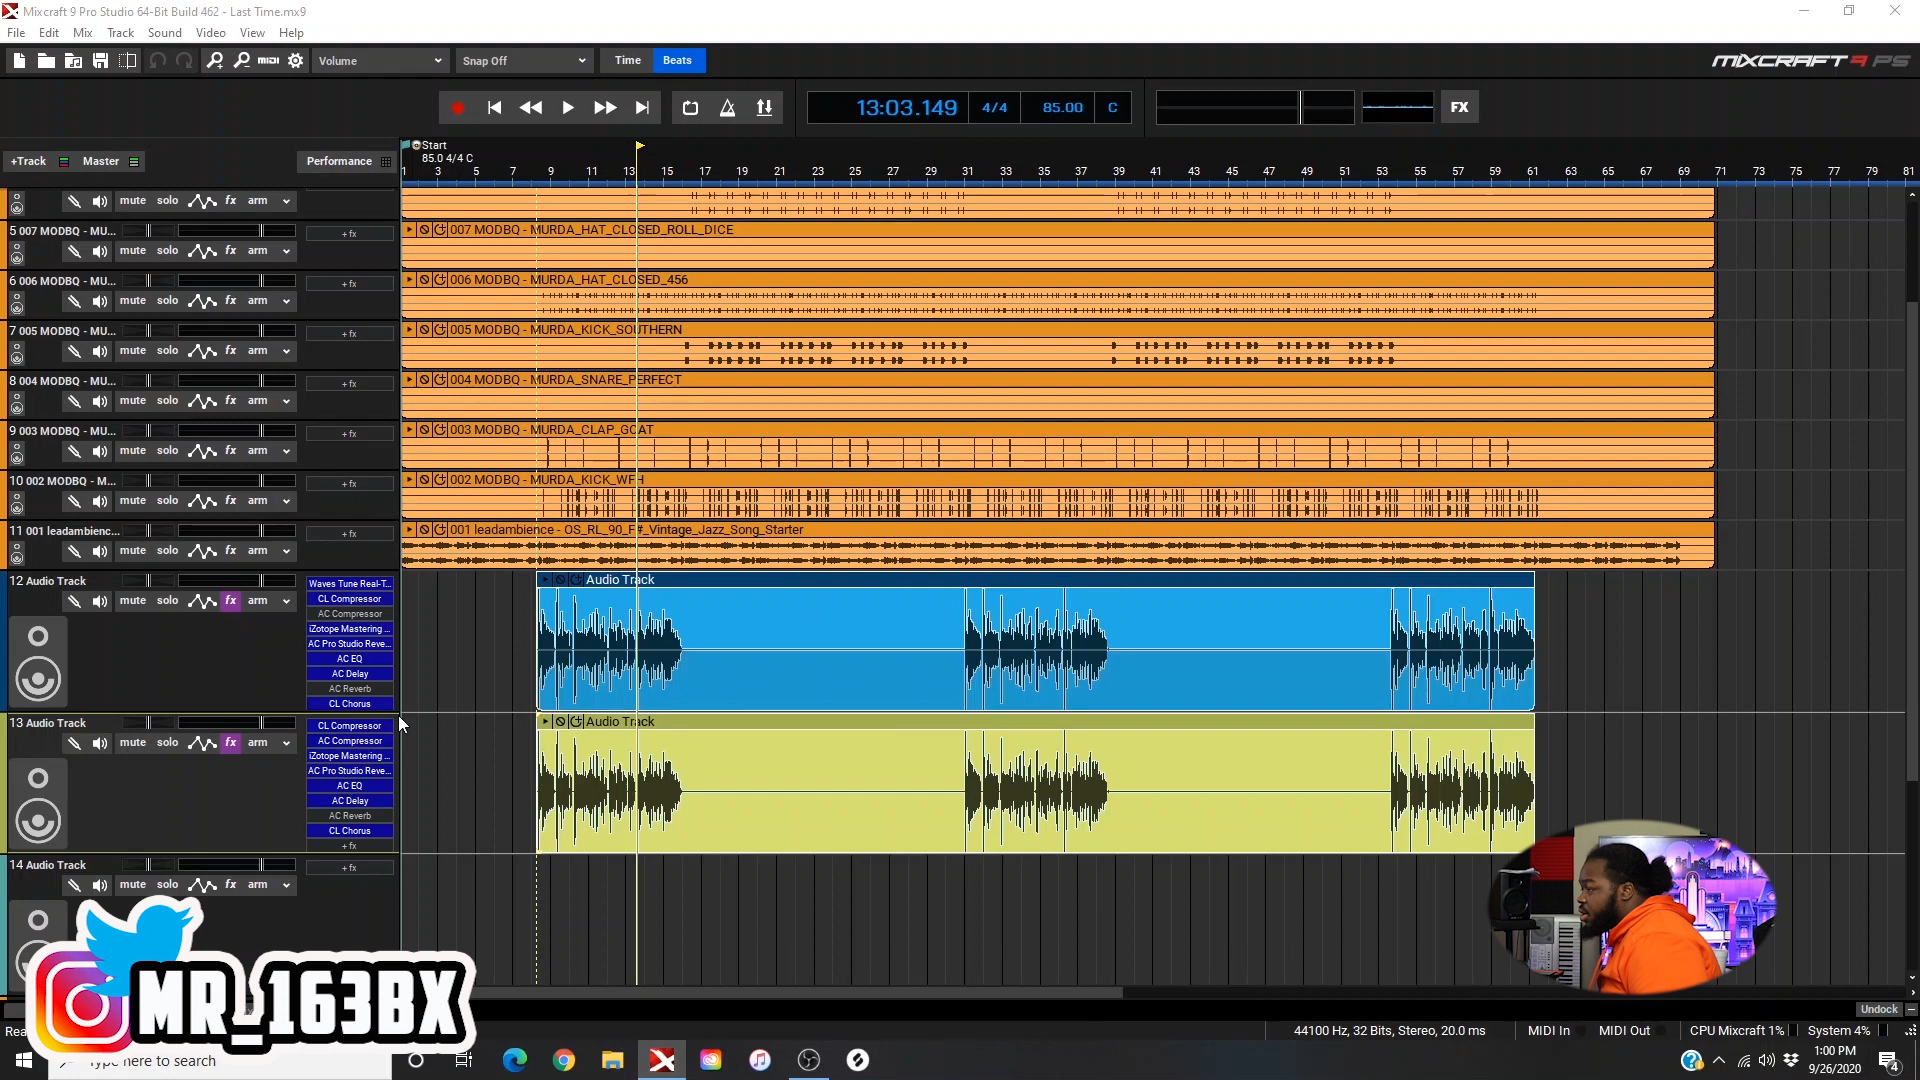 Mixcraft 9 Pro Studio 64-Bit Build 462 - Last Time.mx9
File Edit Mix Track Sound Video View Help
MIDI Volume Snap Off Time Beats MIXCRAFT 9 PS
13:03.149 4/4 85.00 C FX
+Track Master Performance
Start
85.0 4/4 C
1 3 5 7 9 11 13 15 17 19 21 23 25 27 29 31 33 35 37 39 41 43 45 47 49 51 53 55 57 59 61 63 65 67 69 71 73 75 77 79 81
mute solo fx arm
5 007 MODBQ - MU... +fx 007 MODBQ - MURDA_HAT_CLOSED_ROLL_DICE
mute solo fx arm
6 006 MODBQ - MU... +fx 006 MODBQ - MURDA_HAT_CLOSED_456
mute solo fx arm
7 005 MODBQ - MU... +fx 005 MODBQ - MURDA_KICK_SOUTHERN
mute solo fx arm
8 004 MODBQ - MU... +fx 004 MODBQ - MURDA_SNARE_PERFECT
mute solo fx arm
9 003 MODBQ - MU... +fx 003 MODBQ - MURDA_CLAP_GOAT
mute solo fx arm
10 002 MODBQ - M... +fx 002 MODBQ - MURDA_KICK_WFH
mute solo fx arm
11 001 leadambienc... +fx 001 leadambience - OS_RL_90_F#_Vintage_Jazz_Song_Starter
mute solo fx arm
12 Audio Track Waves Tune Real-T... Audio Track
mute solo fx arm CL Compressor
AC Compressor
iZotope Mastering ...
AC Pro Studio Reve...
AC EQ
AC Delay
AC Reverb
CL Chorus
13 Audio Track CL Compressor Audio Track
mute solo fx arm AC Compressor
iZotope Mastering ...
AC Pro Studio Reve...
AC EQ
AC Delay
AC Reverb
CL Chorus
+fx
14 Audio Track +fx
mute solo fx arm
MR_163BX
Undock
44100 Hz, 32 Bits, Stereo, 20.0 ms MIDI In MIDI Out CPU Mixcraft 1% System 4%
here to search
1:00 PM
9/26/2020
4